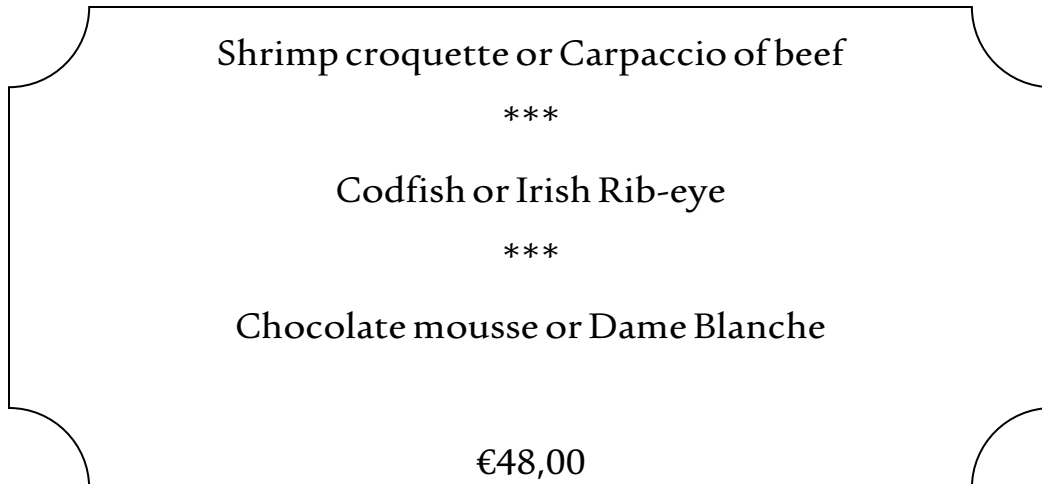 Shrimp croquette or Carpaccio of beef
***
Codfish or Irish Rib-eye
***
Chocolate mousse or Dame Blanche
€48,00